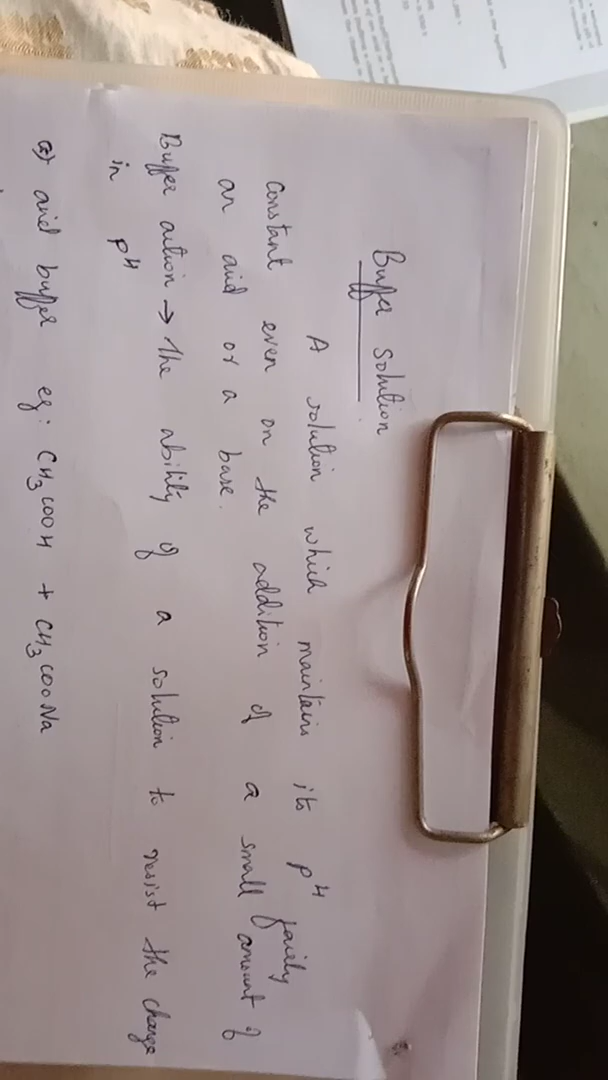 Buffer solution
A solution which maintains its pH fairly
constant even on the addition of a small amount of
an acid or a base.
Buffer action → The ability of a solution to resist the change
in pH
a) acid buffer eg: CH3COOH + CH3COONa